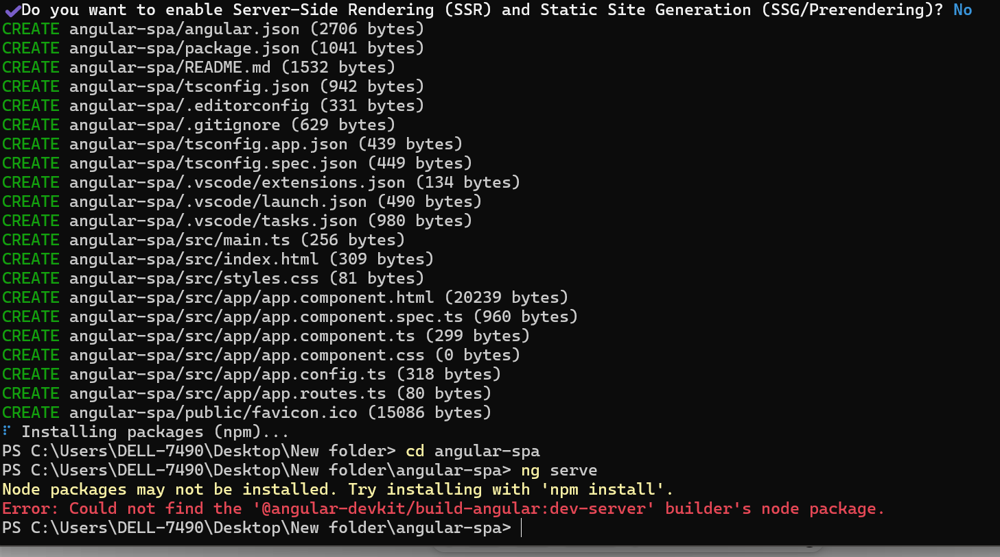 Do you want to enable Server-Side Rendering (SSR) and Static Site Generation (SSG/Prerendering)? No
CREATE angular-spa/angular.json (2706 bytes)
CREATE angular-spa/package.json (1041 bytes)
CREATE angular-spa/README.md (1532 bytes)
CREATE angular-spa/tsconfig.json (942 bytes)
CREATE angular-spa/.editorconfig (331 bytes)
CREATE angular-spa/.gitignore (629 bytes)
CREATE angular-spa/tsconfig.app.json (439 bytes)
CREATE angular-spa/tsconfig.spec.json (449 bytes)
CREATE angular-spa/.vscode/extensions.json (134 bytes)
CREATE angular-spa/.vscode/launch.json (490 bytes)
CREATE angular-spa/.vscode/tasks.json (980 bytes)
CREATE angular-spa/src/main.ts (256 bytes)
CREATE angular-spa/src/index.html (309 bytes)
CREATE angular-spa/src/styles.css (81 bytes)
CREATE angular-spa/src/app/app.component.html (20239 bytes)
CREATE angular-spa/src/app/app.component.spec.ts (960 bytes)
CREATE angular-spa/src/app/app.component.ts (299 bytes)
CREATE angular-spa/src/app/app.component.css (0 bytes)
CREATE angular-spa/src/app/app.config.ts (318 bytes)
CREATE angular-spa/src/app/app.routes.ts (80 bytes)
CREATE angular-spa/public/favicon.ico (15086 bytes)
Installing packages (npm)...
PS C:\Users\DELL-7490\Desktop\New folder> cd angular-spa
PS C:\Users\DELL-7490\Desktop\New folder\angular-spa> ng serve
Node packages may not be installed. Try installing with 'npm install'.
Error: Could not find the '@angular-devkit/build-angular:dev-server' builder's node package.
PS C:\Users\DELL-7490\Desktop\New folder\angular-spa>